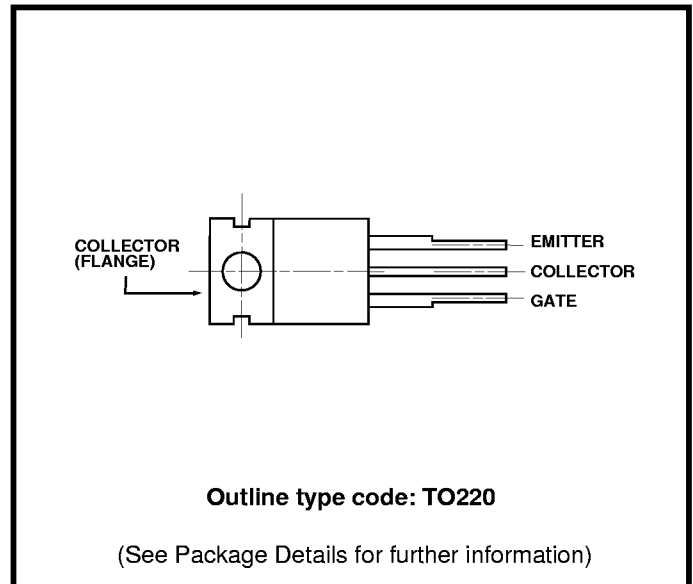 COLLECTOR
(FLANGE)
EMITTER
COLLECTOR
GATE
Outline type code: TO220
(See Package Details for further information)